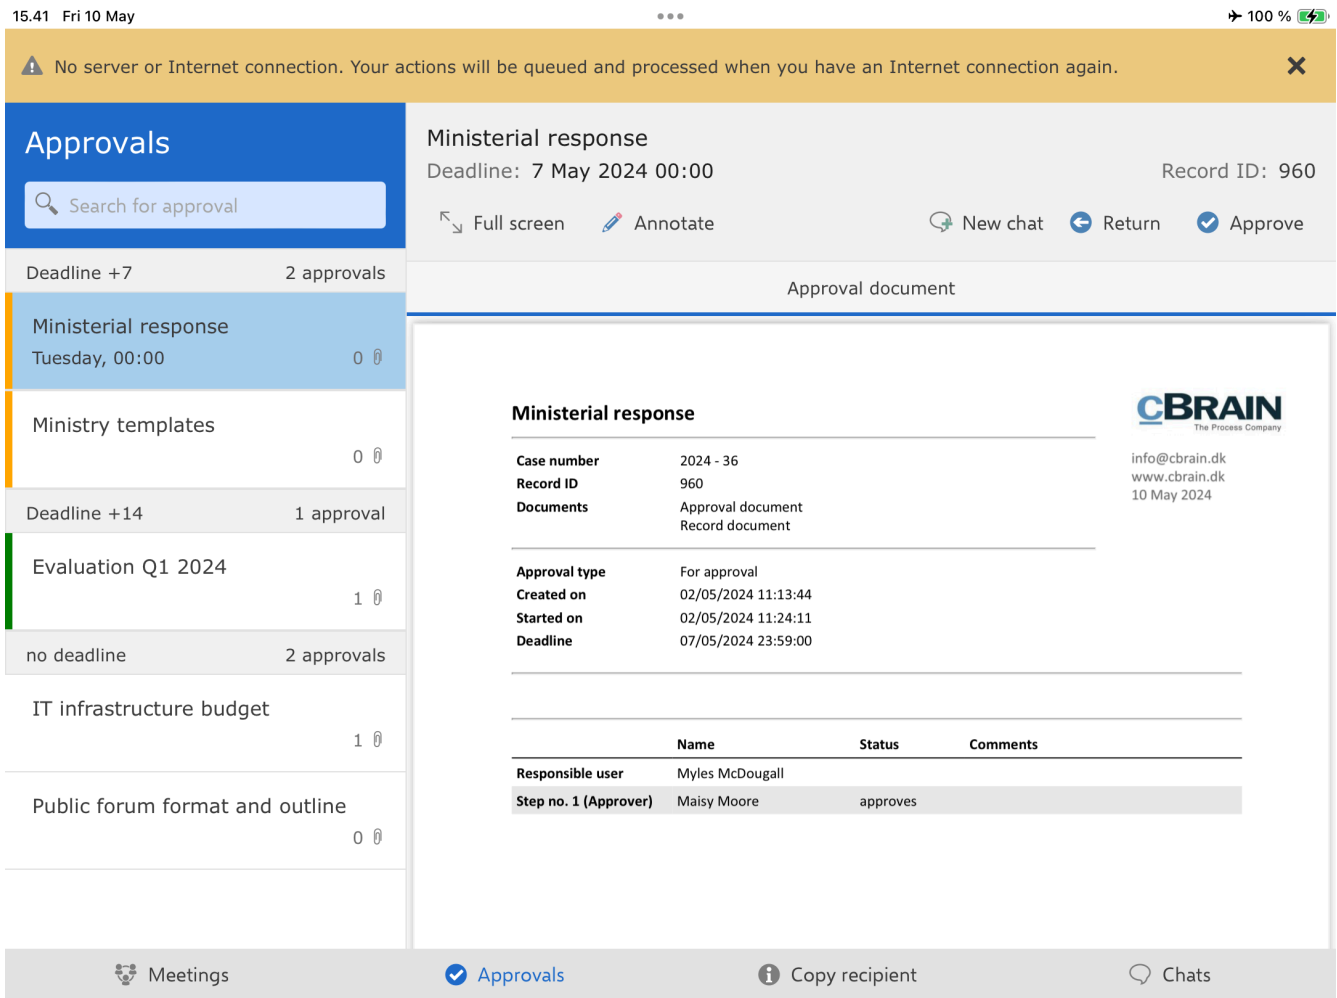 15.41 Fri 10 May
100 %
No server or Internet connection. Your actions will be queued and processed when you have an Internet connection again.
Approvals
Search for approval
Deadline +7 2 approvals
Ministerial response
Tuesday, 00:00 0
Ministry templates
0
Deadline +14 1 approval
Evaluation Q1 2024
1
no deadline 2 approvals
IT infrastructure budget
1
Public forum format and outline
0
Ministerial response
Deadline: 7 May 2024 00:00 Record ID: 960
Full screen Annotate New chat Return Approve
Approval document
Ministerial response
cBRAIN
The Process Company
info@cbrain.dk
www.cbrain.dk
10 May 2024
Case number 2024 - 36
Record ID 960
Documents Approval document
Record document
Approval type For approval
Created on 02/05/2024 11:13:44
Started on 02/05/2024 11:24:11
Deadline 07/05/2024 23:59:00
Name Status Comments
Responsible user Myles McDougall
Step no. 1 (Approver) Maisy Moore approves
Meetings Approvals Copy recipient Chats